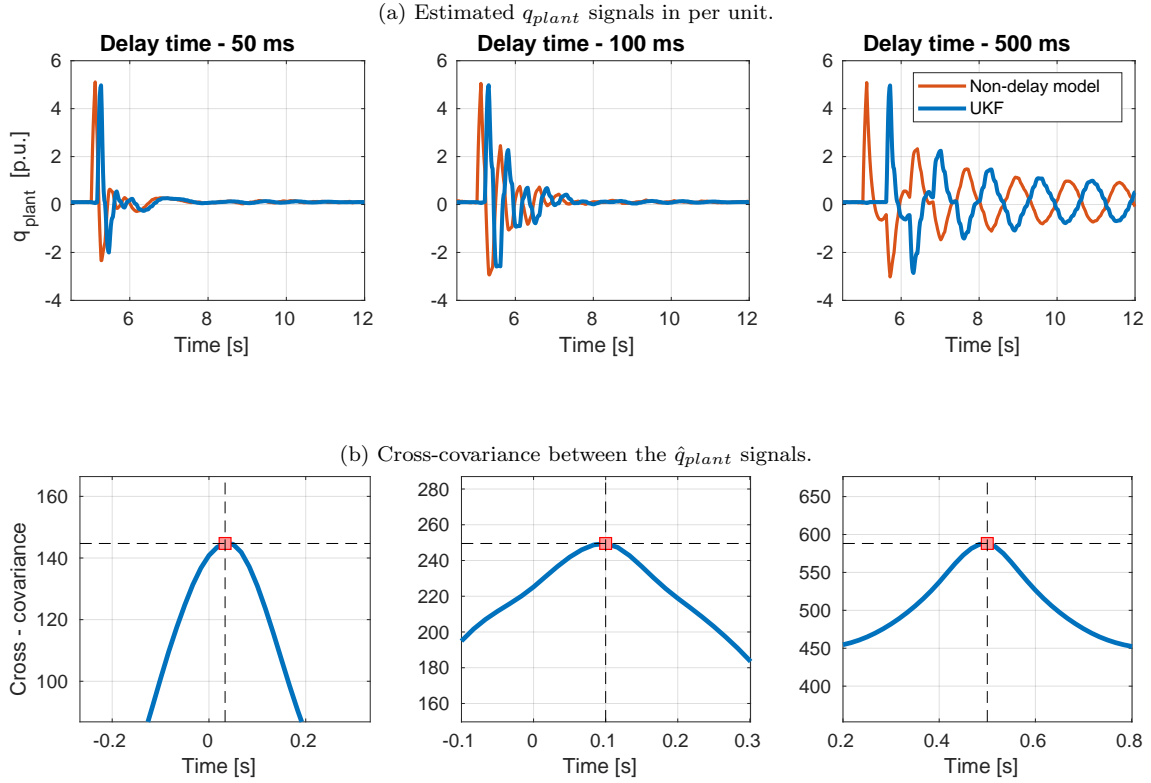 (a) Estimated q_plant signals in per unit.
Delay time - 50 ms
Delay time - 100 ms
Delay time - 500 ms
q_plant [p.u.]
6
4
2
0
-2
-4
6 8 10 12
Time [s]
6
4
2
0
-2
-4
6 8 10 12
Time [s]
6
4
2
0
-2
-4
6 8 10 12
Time [s]
Non-delay model
UKF
(b) Cross-covariance between the q̂_plant signals.
Cross - covariance
160
140
120
100
-0.2 0 0.2
Time [s]
280
260
240
220
200
180
160
-0.1 0 0.1 0.2 0.3
Time [s]
650
600
550
500
450
400
0.2 0.4 0.6 0.8
Time [s]